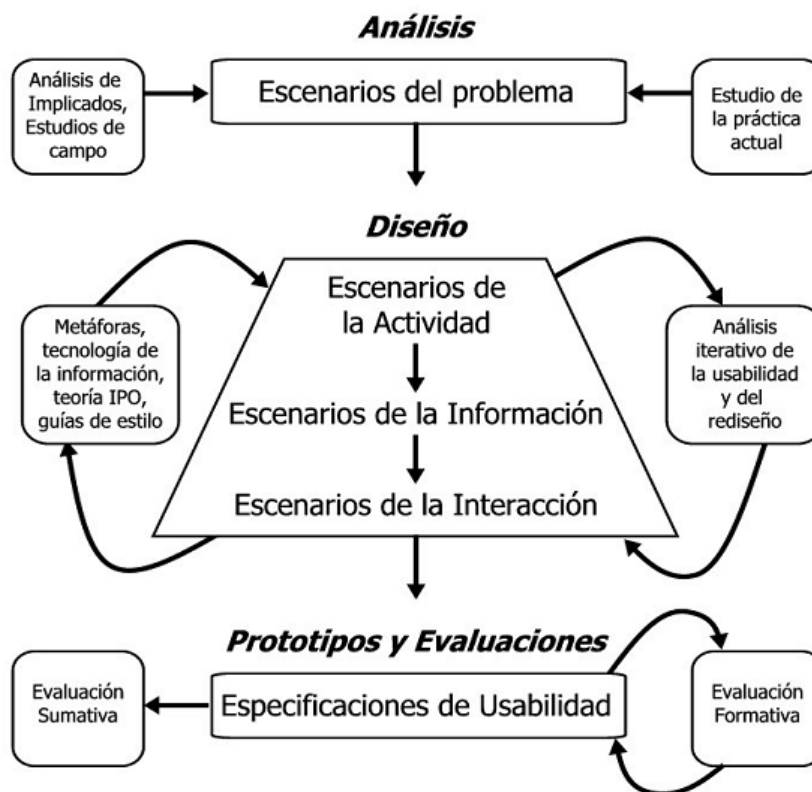 Análisis
Análisis de
Implicados,
Estudios de
campo
Escenarios del problema
Estudio de
la práctica
actual
Diseño
Metáforas,
tecnología de
la información,
teoría IPO,
guías de estilo
Escenarios de
la Actividad
Escenarios de la Información
Escenarios de la Interacción
Análisis
iterativo de
la usabilidad
y del
rediseño
Prototipos y Evaluaciones
Evaluación
Sumativa
Especificaciones de Usabilidad
Evaluación
Formativa